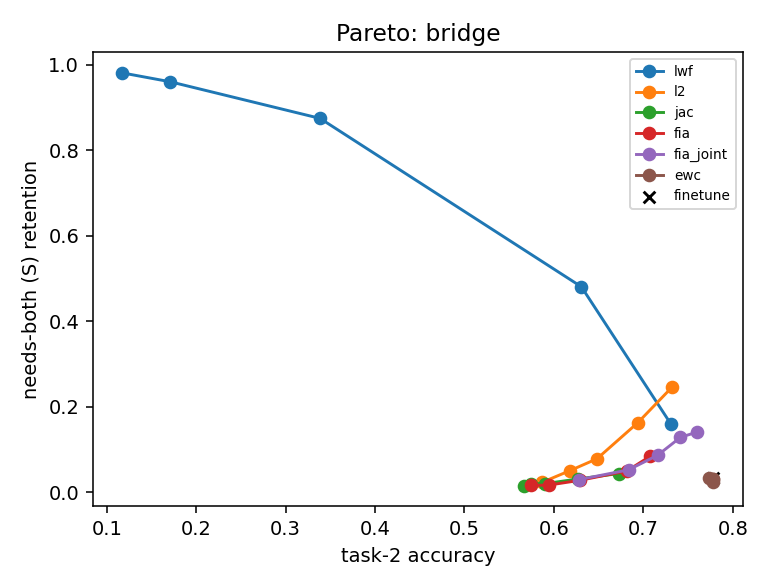 Pareto: bridge
needs-both (S) retention
1.0
0.8
0.6
0.4
0.2
0.0
lwf
l2
jac
fia
fia_joint
ewc
finetune
0.1 0.2 0.3 0.4 0.5 0.6 0.7 0.8
task-2 accuracy